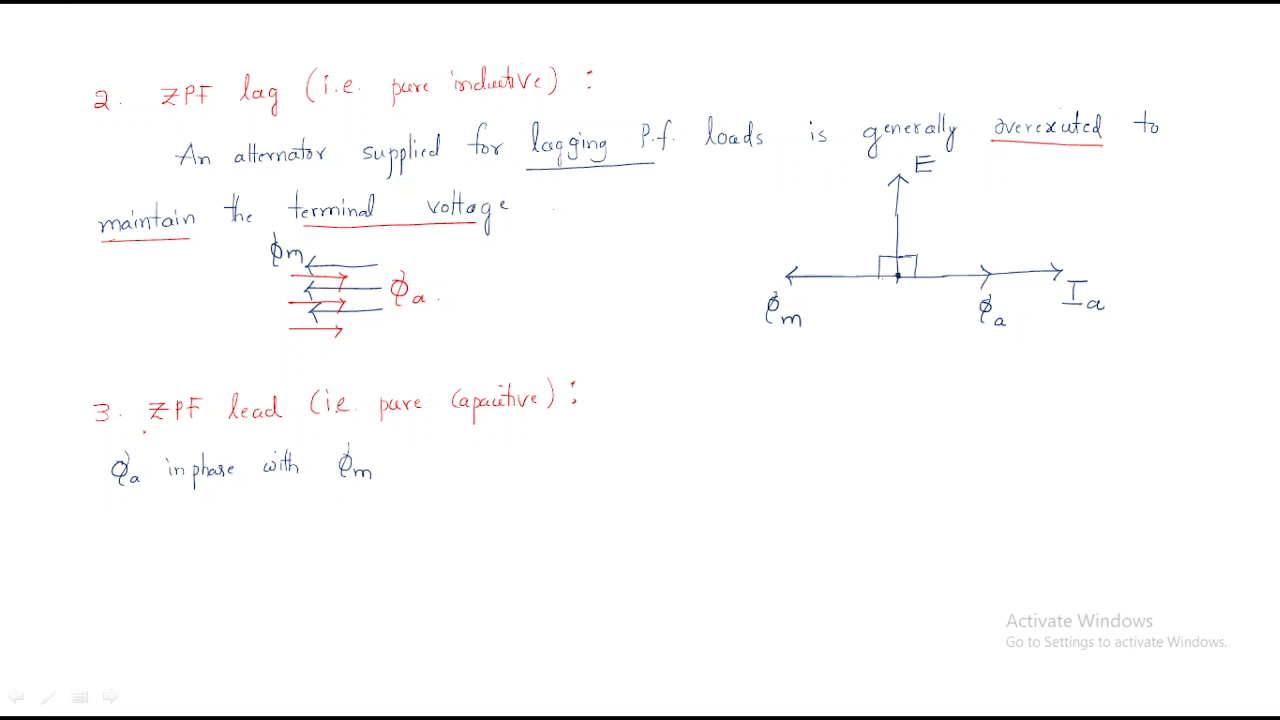 2. ZPF lag (i.e. pure inductive) :
An alternator supplied for lagging P.f. loads is generally overexcited to
maintain the terminal voltage
E
ϕm
ϕa
ϕm
ϕa
Ia
3. ZPF lead (i.e. pure capacitive) :
ϕa in phase with ϕm
Activate Windows
Go to Settings to activate Windows.